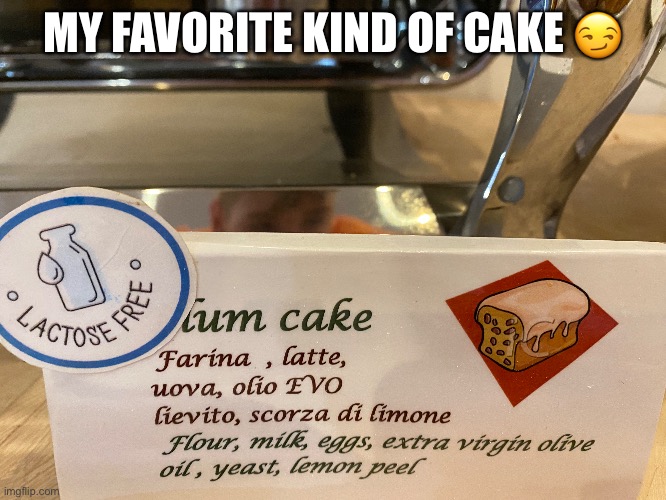 MY FAVORITE KIND OF CAKE 😏
LACTOSE FREE
lum cake
Farina , latte,
uova, olio EVO
lievito, scorza di limone
Flour, milk, eggs, extra virgin olive
oil , yeast, lemon peel
imgflip.com